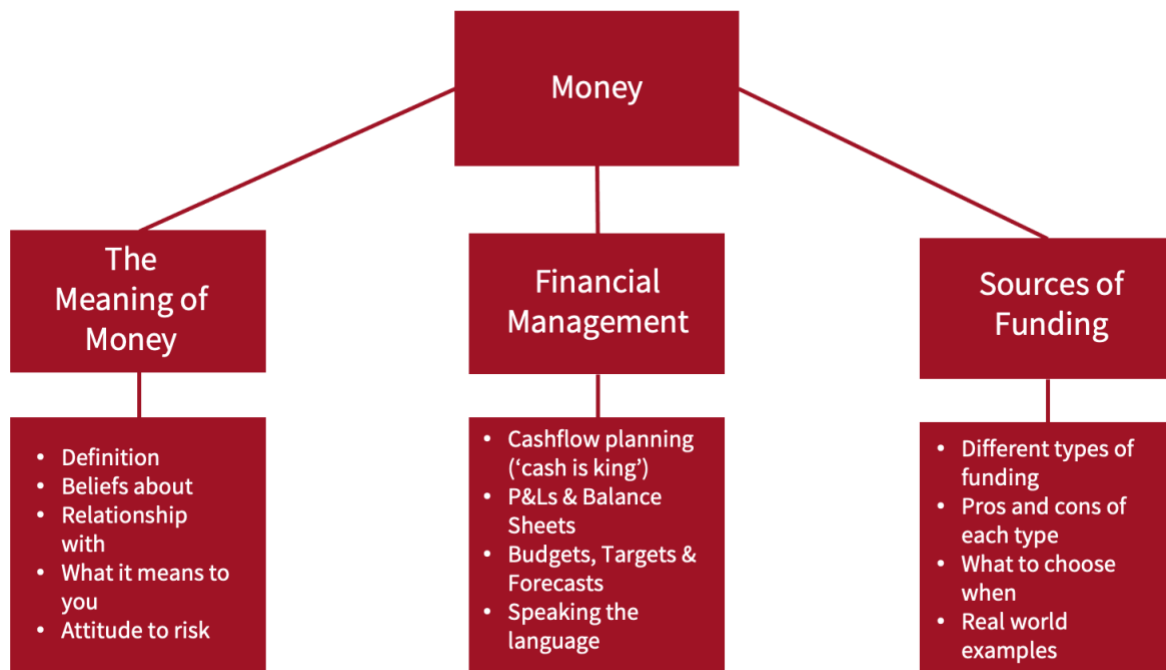 Money
The
Meaning of
Money
Financial
Management
Sources of
Funding
• Definition
• Beliefs about
• Relationship
with
• What it means to
you
• Attitude to risk
• Cashflow planning
(‘cash is king’)
• P&Ls & Balance
Sheets
• Budgets, Targets &
Forecasts
• Speaking the
language
• Different types of
funding
• Pros and cons of
each type
• What to choose
when
• Real world
examples